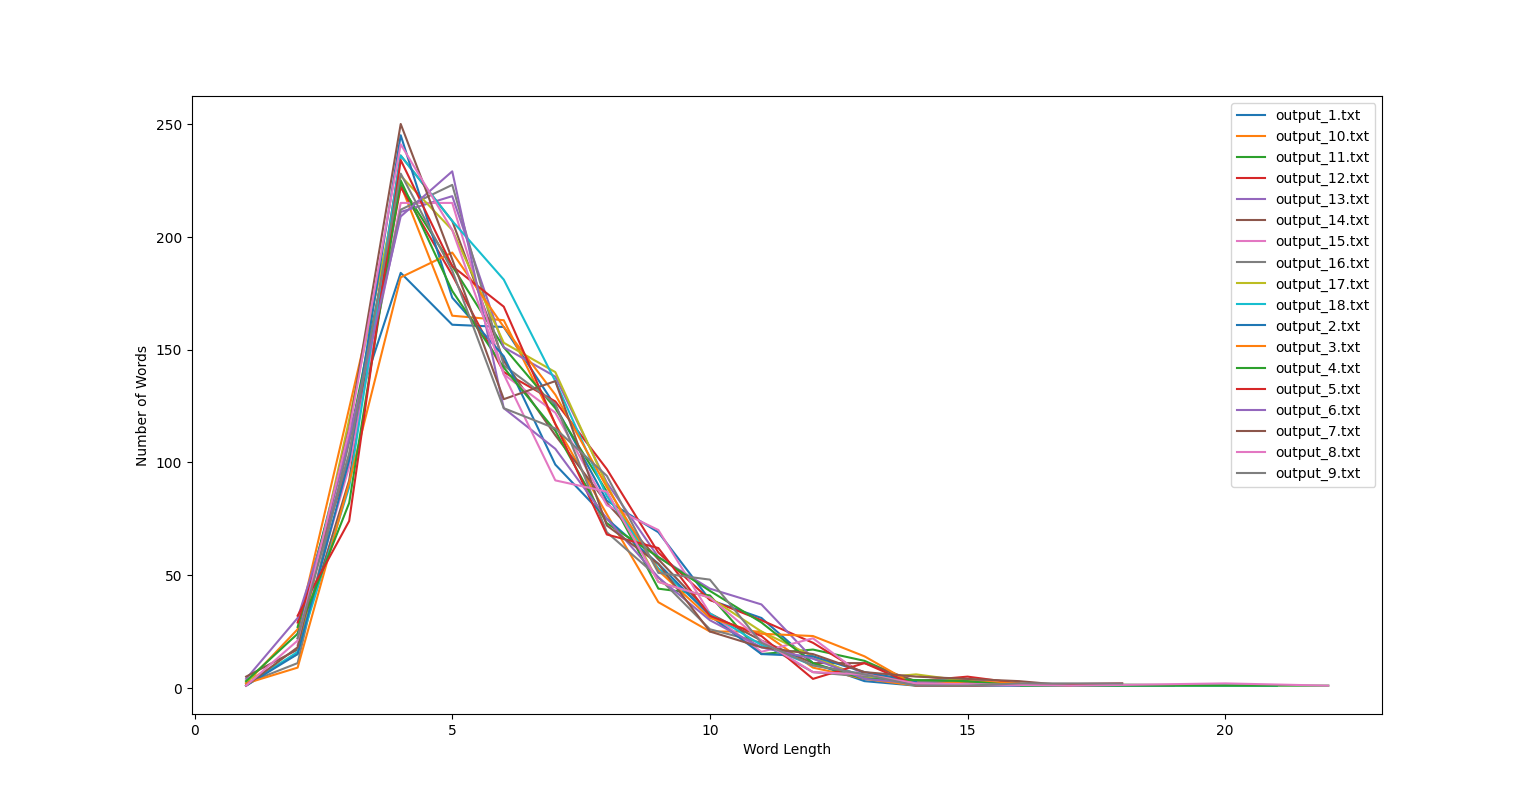 250
200
150
100
50
0
Number of Words
0 5 10 15 20
Word Length
output_1.txt
output_10.txt
output_11.txt
output_12.txt
output_13.txt
output_14.txt
output_15.txt
output_16.txt
output_17.txt
output_18.txt
output_2.txt
output_3.txt
output_4.txt
output_5.txt
output_6.txt
output_7.txt
output_8.txt
output_9.txt